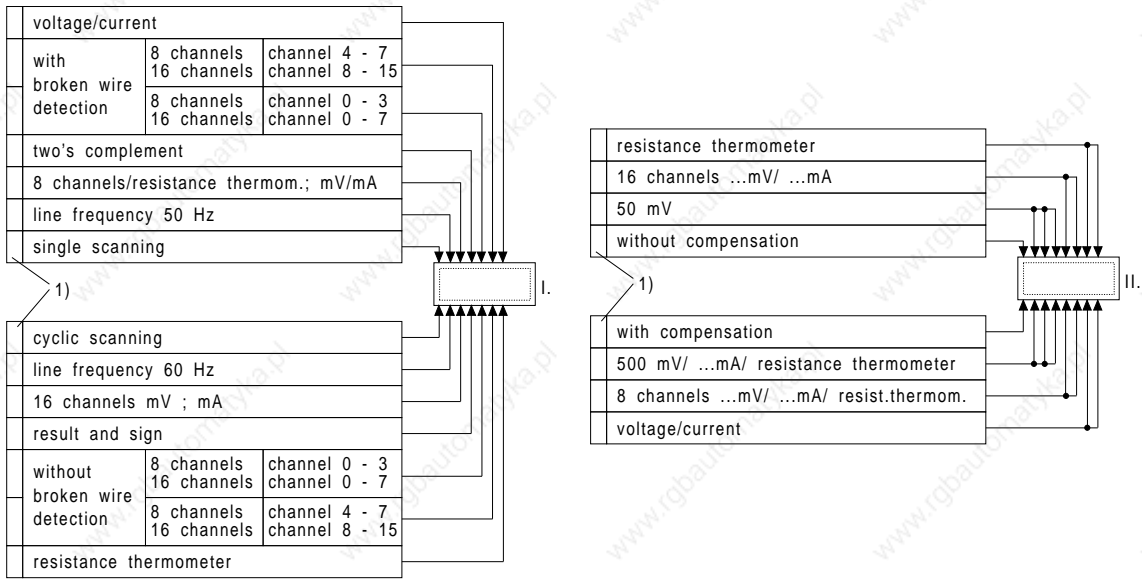 voltage/current
with
broken wire
detection
8 channels channel 4 - 7
16 channels channel 8 - 15
8 channels channel 0 - 3
16 channels channel 0 - 7
two's complement
8 channels/resistance thermom.; mV/mA
line frequency 50 Hz
single scanning
1)
I.
cyclic scanning
line frequency 60 Hz
16 channels mV ; mA
result and sign
without
broken wire
detection
8 channels channel 0 - 3
16 channels channel 0 - 7
8 channels channel 4 - 7
16 channels channel 8 - 15
resistance thermometer
resistance thermometer
16 channels ...mV/ ...mA
50 mV
without compensation
1)
II.
with compensation
500 mV/ ...mA/ resistance thermometer
8 channels ...mV/ ...mA/ resist.thermom.
voltage/current
www.rgbautomatyka.pl